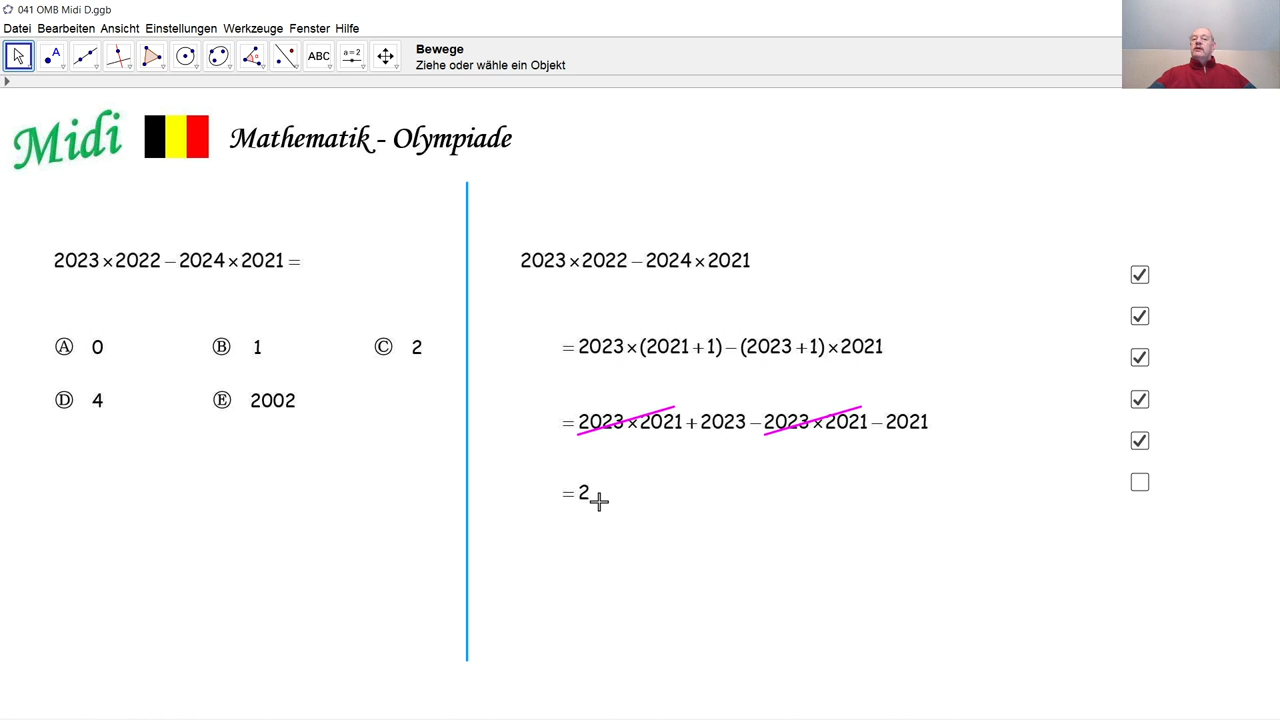 041 OMB Midi D.ggb
Datei Bearbeiten Ansicht Einstellungen Werkzeuge Fenster Hilfe
A ABC a=2 Bewege
Ziehe oder wähle ein Objekt
Midi Mathematik - Olympiade
2023×2022−2024×2021=
Ⓐ 0 Ⓑ 1 Ⓒ 2
Ⓓ 4 Ⓔ 2002
2023×2022−2024×2021
=2023×(2021+1)−(2023+1)×2021
=2023×2021+2023−2023×2021−2021
=2